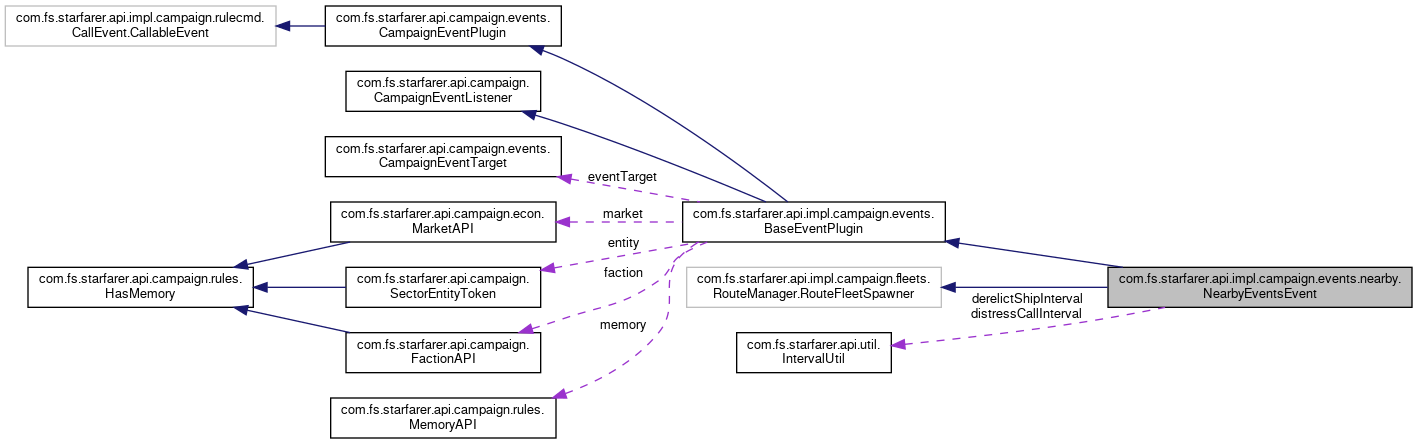 com.fs.starfarer.api.impl.campaign.rulecmd.
CallEvent.CallableEvent
com.fs.starfarer.api.campaign.events.
CampaignEventPlugin
com.fs.starfarer.api.campaign.
CampaignEventListener
com.fs.starfarer.api.campaign.events.
CampaignEventTarget
eventTarget
com.fs.starfarer.api.campaign.econ.
MarketAPI
market
com.fs.starfarer.api.impl.campaign.events.
BaseEventPlugin
entity
com.fs.starfarer.api.campaign.rules.
HasMemory
com.fs.starfarer.api.campaign.
SectorEntityToken
faction
com.fs.starfarer.api.impl.campaign.fleets.
RouteManager.RouteFleetSpawner
com.fs.starfarer.api.impl.campaign.events.nearby.
NearbyEventsEvent
derelictShipInterval
distressCallInterval
memory
com.fs.starfarer.api.campaign.
FactionAPI
com.fs.starfarer.api.util.
IntervalUtil
com.fs.starfarer.api.campaign.rules.
MemoryAPI